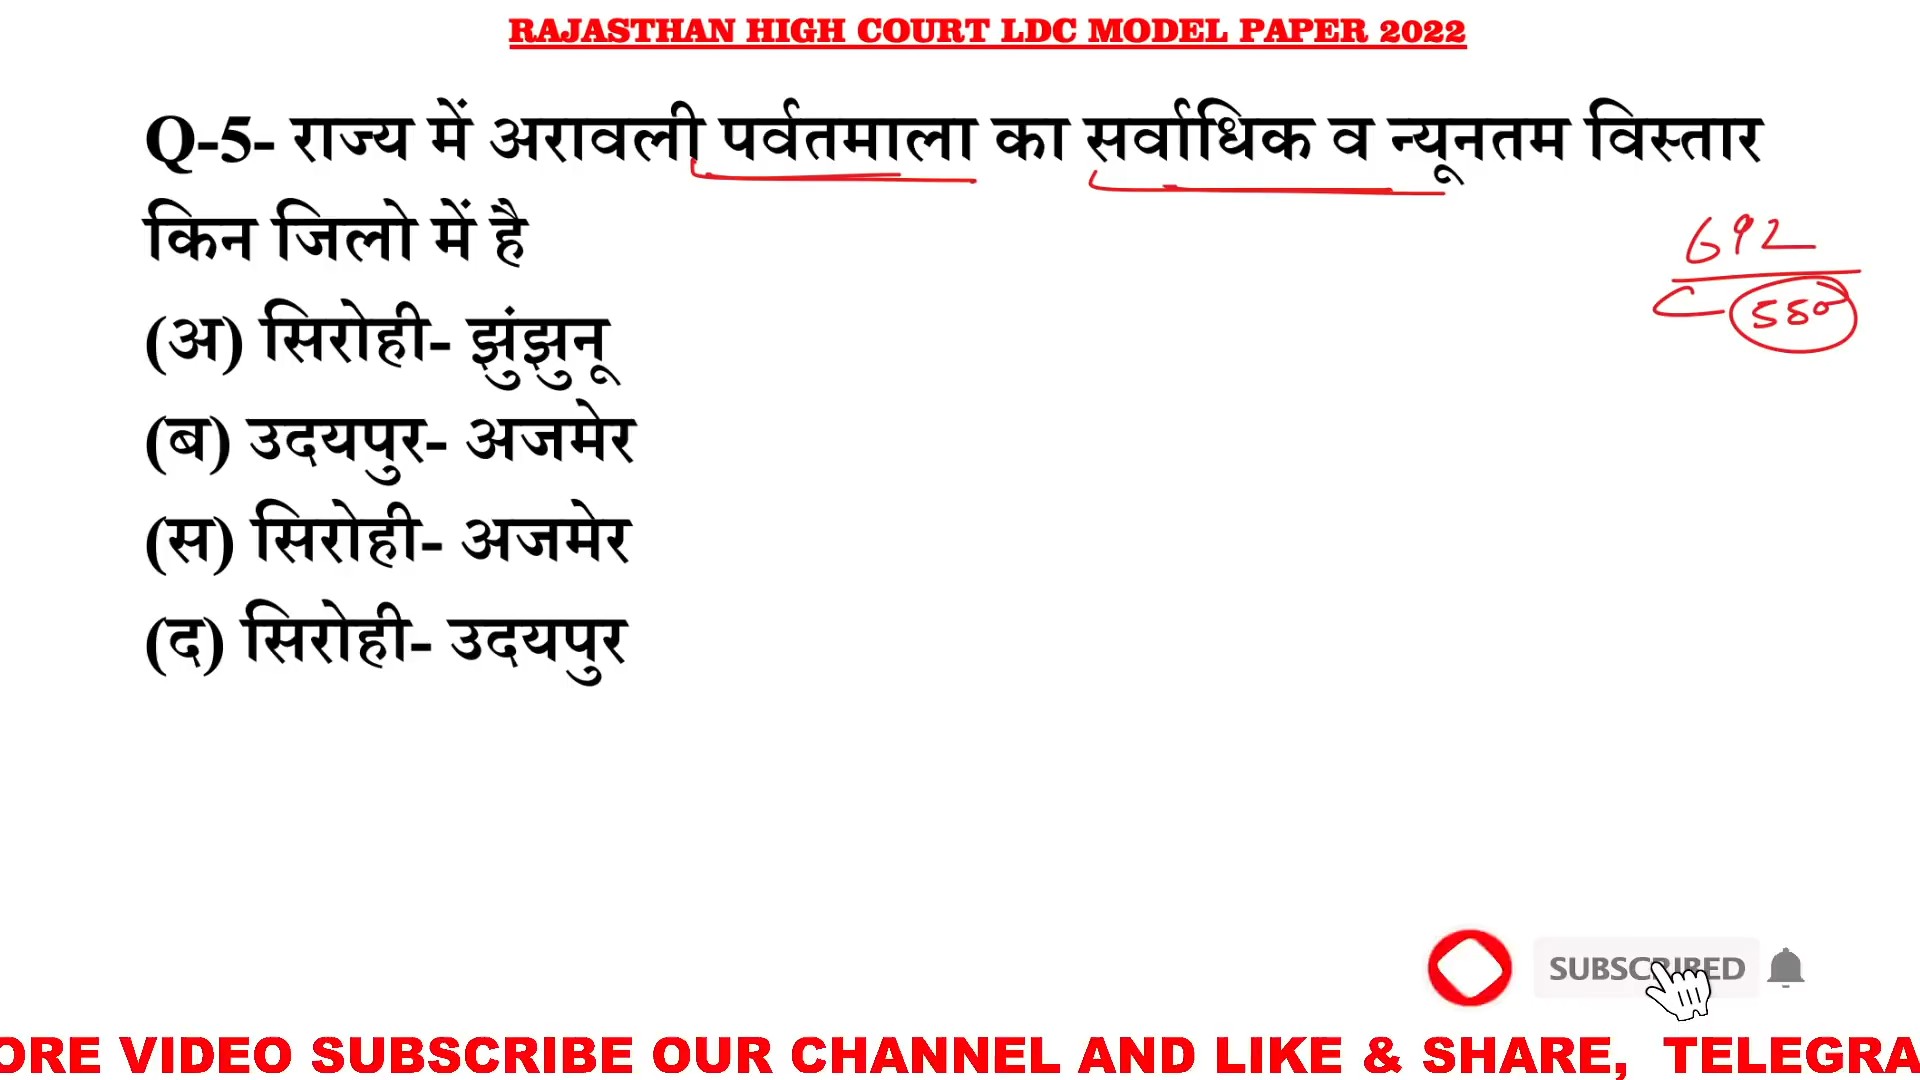 RAJASTHAN HIGH COURT LDC MODEL PAPER 2022
Q-5- राज्य में अरावली पर्वतमाला का सर्वाधिक व न्यूनतम विस्तार
किन जिलो में है
692
550
(अ) सिरोही- झुंझुनू
(ब) उदयपुर- अजमेर
(स) सिरोही- अजमेर
(द) सिरोही- उदयपुर
SUBSCRIBED
ORE VIDEO SUBSCRIBE OUR CHANNEL AND LIKE & SHARE, TELEGRA